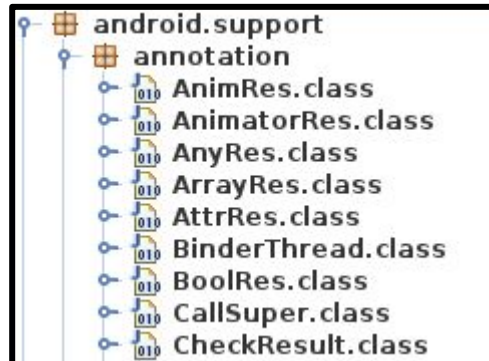 android.support
annotation
AnimRes.class
AnimatorRes.class
AnyRes.class
ArrayRes.class
AttrRes.class
BinderThread.class
BoolRes.class
CallSuper.class
CheckResult.class